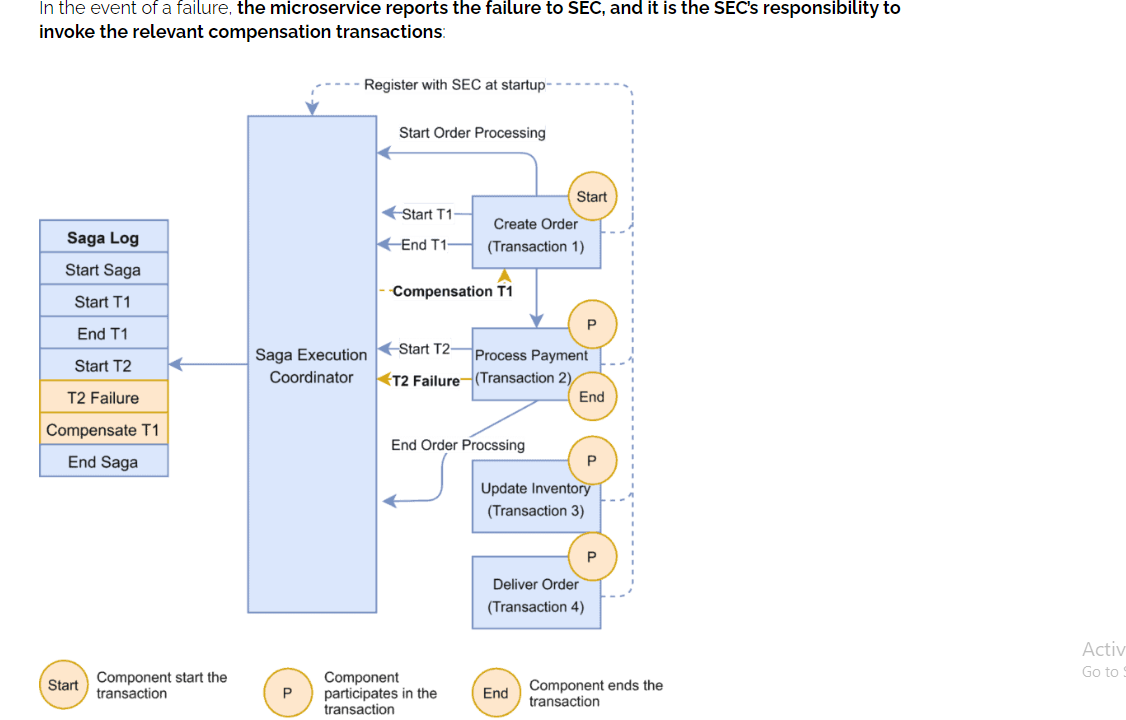 In the event of a failure, the microservice reports the failure to SEC, and it is the SEC's responsibility to
invoke the relevant compensation transactions:
Register with SEC at startup
Start Order Processing
Start
Start T1
Create Order
End T1
(Transaction 1)
Saga Log
Start Saga
Start T1
End T1
Start T2
T2 Failure
Compensate T1
End Saga
Compensation T1
P
Saga Execution
Coordinator
Start T2
Process Payment
T2 Failure
(Transaction 2)
End
End Order Procssing
P
Update Inventory
(Transaction 3)
P
Deliver Order
(Transaction 4)
Activ
Go to
Start
Component start the
transaction
P
Component
participates in the
transaction
End
Component ends the
transaction